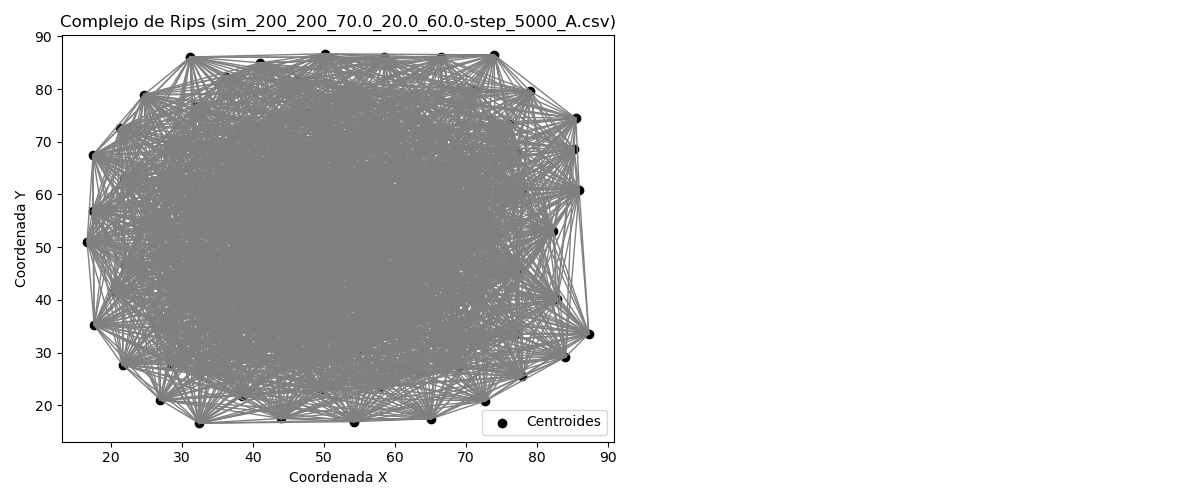 Complejo de Rips (sim_200_200_70.0_20.0_60.0-step_5000_A.csv)
90
80
70
60
50
40
30
20
Coordenada Y
Centroides
20 30 40 50 60 70 80 90
Coordenada X